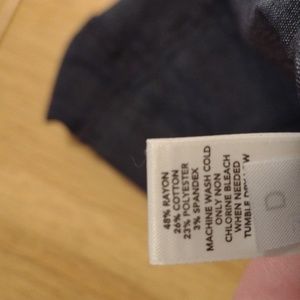 48% RAYON
26% COTTON
23% POLYESTER
3% SPANDEX
MACHINE WASH COLD
ONLY NON
CHLORINE BLEACH
WHEN NEEDED
TUMBLE